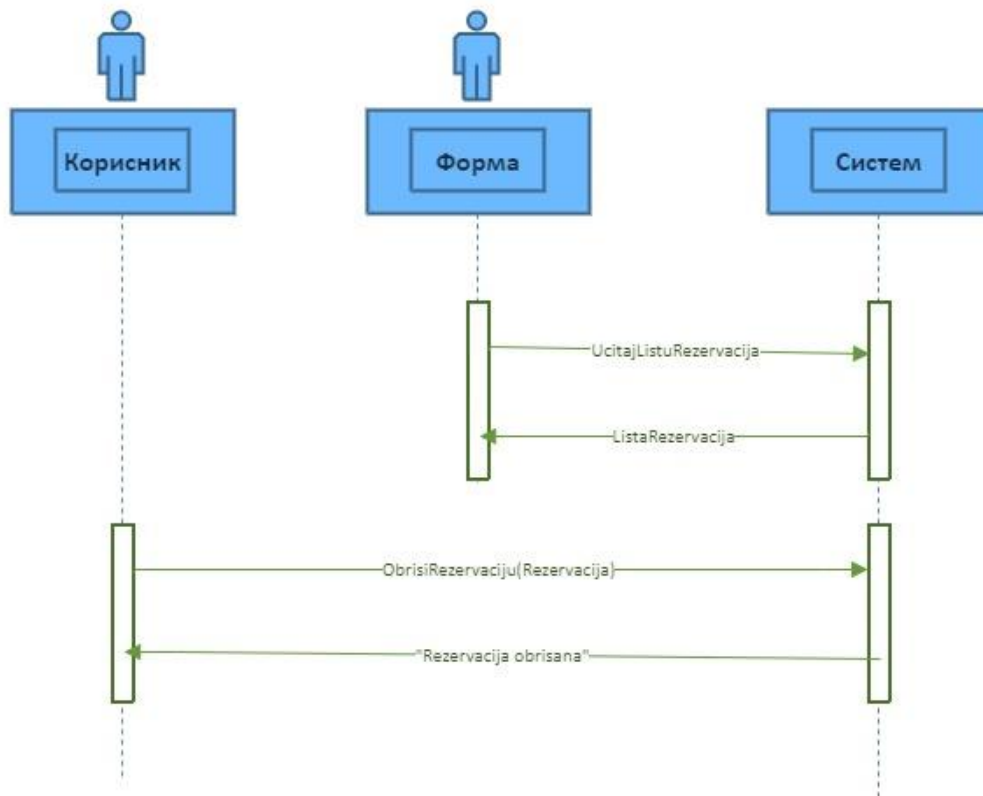 Корисник
Форма
Систем
UcitajListuRezervacija
ListaRezervacija
ObrisiRezervaciju(Rezervacija)
"Rezervacija obrisana"